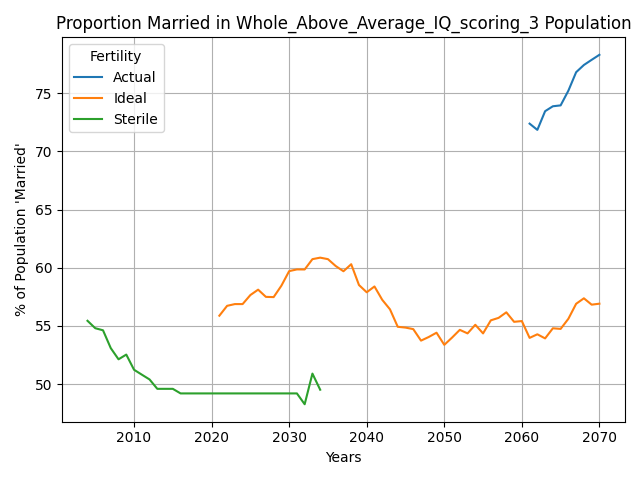 Proportion Married in Whole_Above_Average_IQ_scoring_3 Population
Fertility
Actual
Ideal
Sterile
75
70
65
60
55
50
% of Population 'Married'
2010 2020 2030 2040 2050 2060 2070
Years